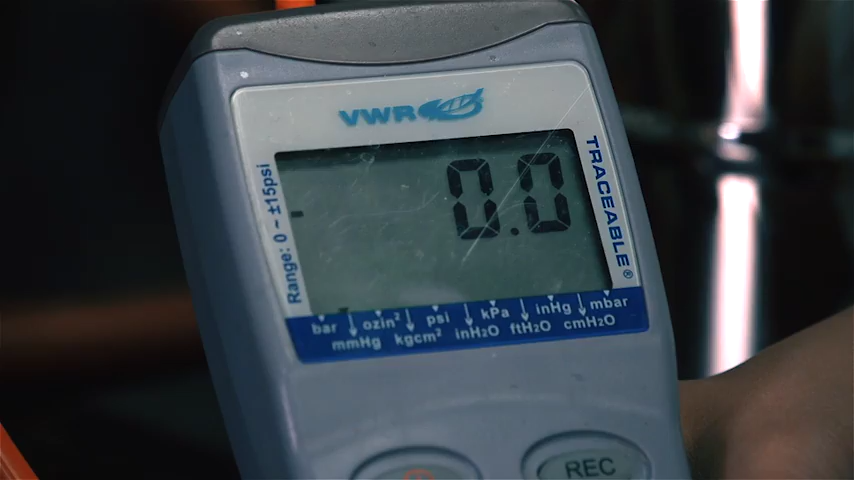 VWR
Range: 0 ~ ±15psi
0.0
-
TRACEABLE®
bar ozin² psi kPa inHg mbar
mmHg kgcm² inH₂O ftH₂O cmH₂O
REC